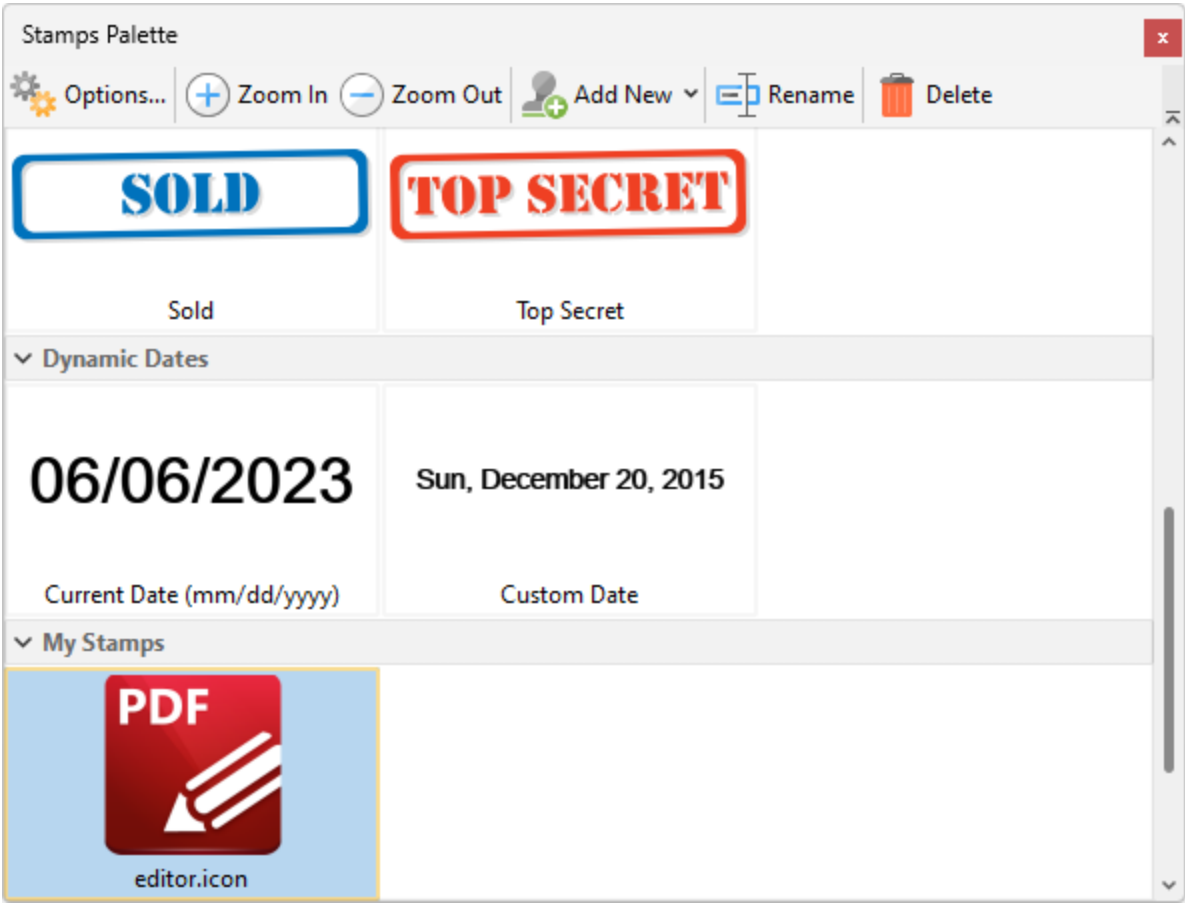 Stamps Palette
x
Options... Zoom In Zoom Out Add New Rename Delete
SOLD TOP SECRET
Sold Top Secret
Dynamic Dates
06/06/2023 Sun, December 20, 2015
Current Date (mm/dd/yyyy) Custom Date
My Stamps
PDF
editor.icon